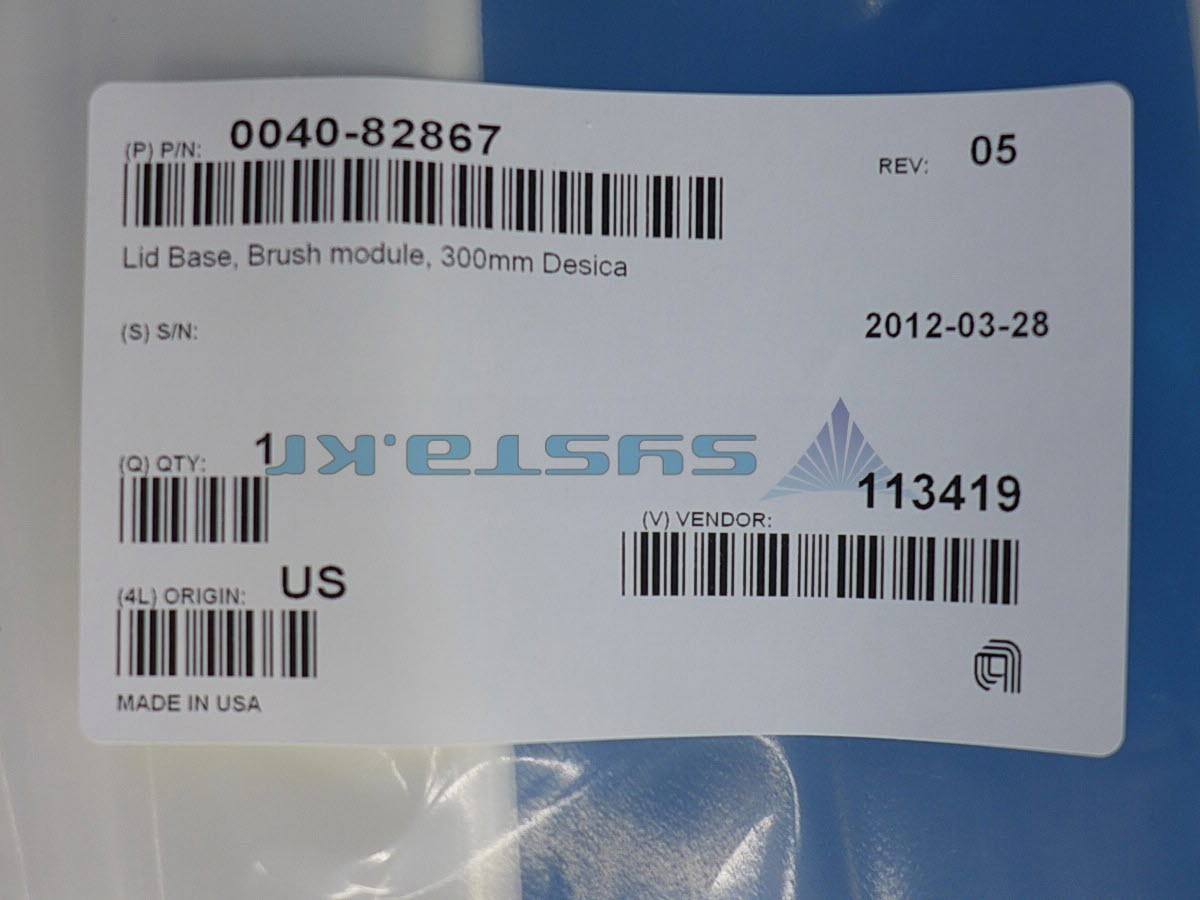 (P) P/N: 0040-82867
REV: 05
Lid Base, Brush module, 300mm Desica
(S) S/N:
2012-03-28
(Q) QTY: 1
systa.kr
(V) VENDOR: 113419
(4L) ORIGIN: US
MADE IN USA